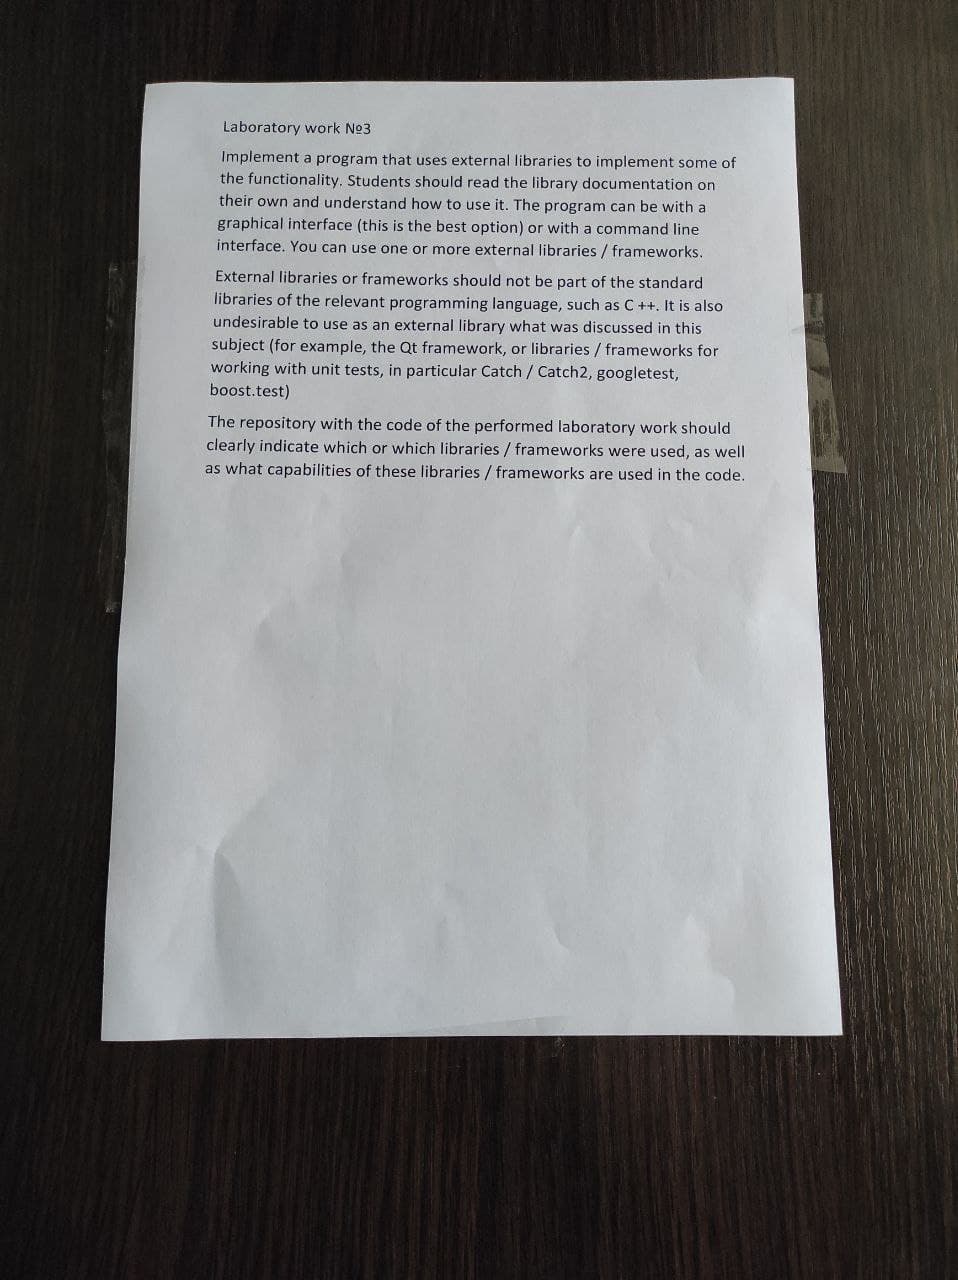 Laboratory work №3
Implement a program that uses external libraries to implement some of
the functionality. Students should read the library documentation on
their own and understand how to use it. The program can be with a
graphical interface (this is the best option) or with a command line
interface. You can use one or more external libraries / frameworks.
External libraries or frameworks should not be part of the standard
libraries of the relevant programming language, such as C ++. It is also
undesirable to use as an external library what was discussed in this
subject (for example, the Qt framework, or libraries / frameworks for
working with unit tests, in particular Catch / Catch2, googletest,
boost.test)
The repository with the code of the performed laboratory work should
clearly indicate which or which libraries / frameworks were used, as well
as what capabilities of these libraries / frameworks are used in the code.